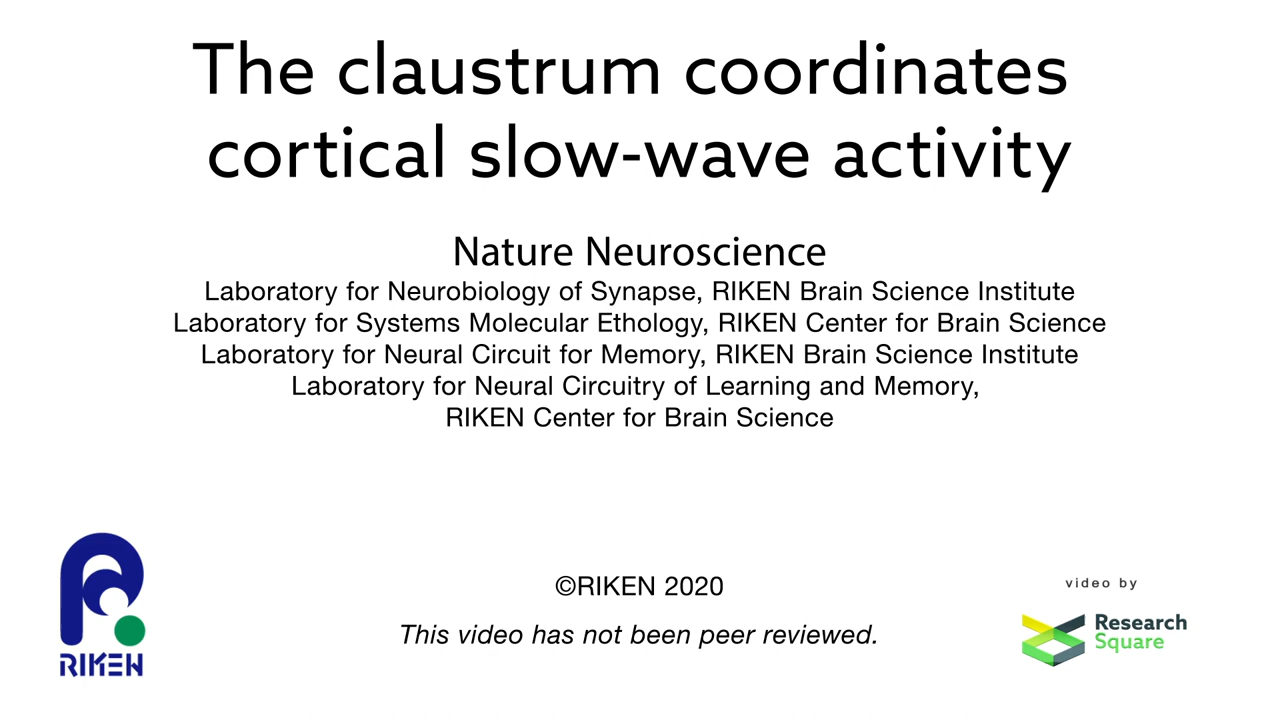 The claustrum coordinates
cortical slow-wave activity
Nature Neuroscience
Laboratory for Neurobiology of Synapse, RIKEN Brain Science Institute
Laboratory for Systems Molecular Ethology, RIKEN Center for Brain Science
Laboratory for Neural Circuit for Memory, RIKEN Brain Science Institute
Laboratory for Neural Circuitry of Learning and Memory,
RIKEN Center for Brain Science
RIKEN
©RIKEN 2020
This video has not been peer reviewed.
video by
Research
Square